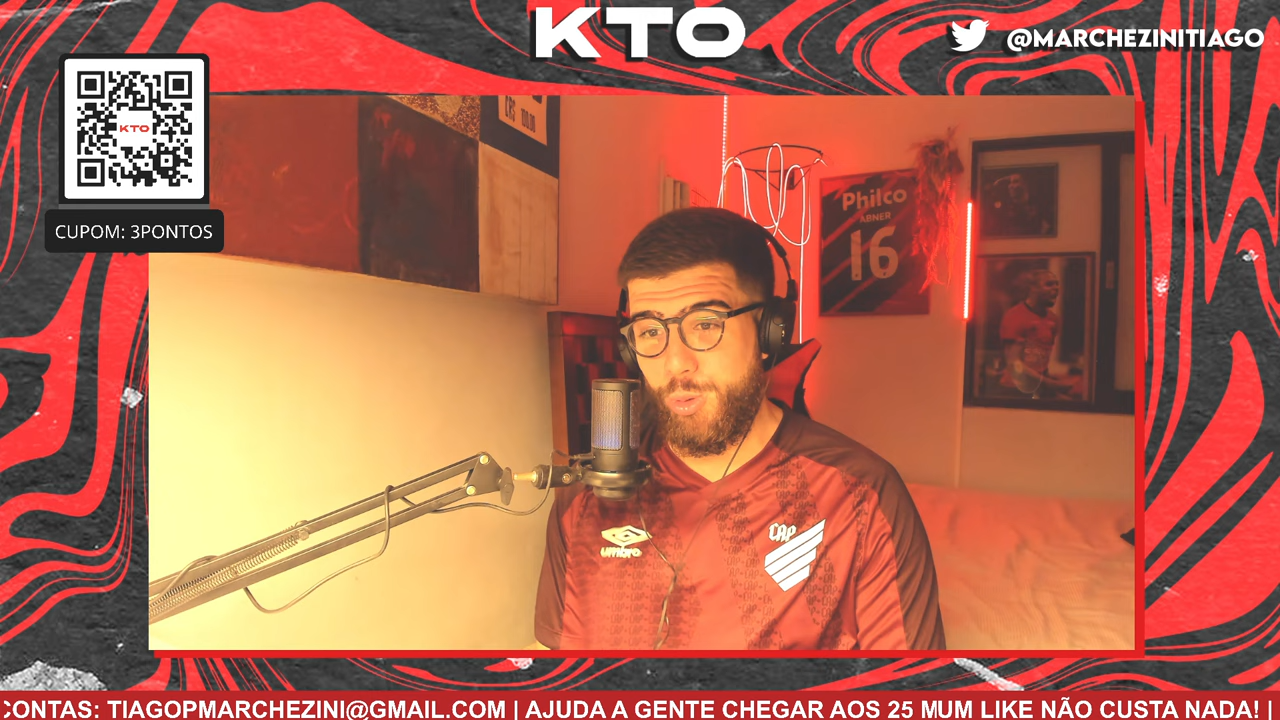 KTO
@MARCHEZINITIAGO
KTO
CUPOM: 3PONTOS
Philco
ABNER
16
umbro
CAP
CONTAS: TIAGOPMARCHEZINI@GMAIL.COM | AJUDA A GENTE CHEGAR AOS 25 MUM LIKE NÃO CUSTA NADA! |